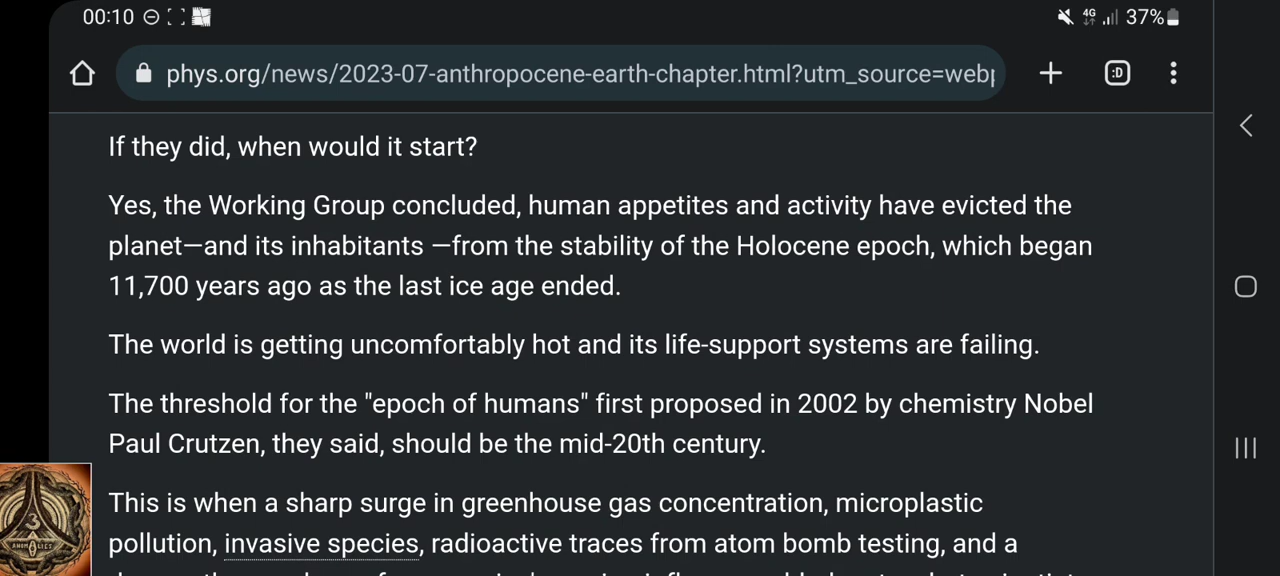 00:10 4G 37%
phys.org/news/2023-07-anthropocene-earth-chapter.html?utm_source=webp
:D
If they did, when would it start?
Yes, the Working Group concluded, human appetites and activity have evicted the
planet—and its inhabitants —from the stability of the Holocene epoch, which began
11,700 years ago as the last ice age ended.
The world is getting uncomfortably hot and its life-support systems are failing.
The threshold for the "epoch of humans" first proposed in 2002 by chemistry Nobel
Paul Crutzen, they said, should be the mid-20th century.
This is when a sharp surge in greenhouse gas concentration, microplastic
3
pollution, invasive species, radioactive traces from atom bomb testing, and a